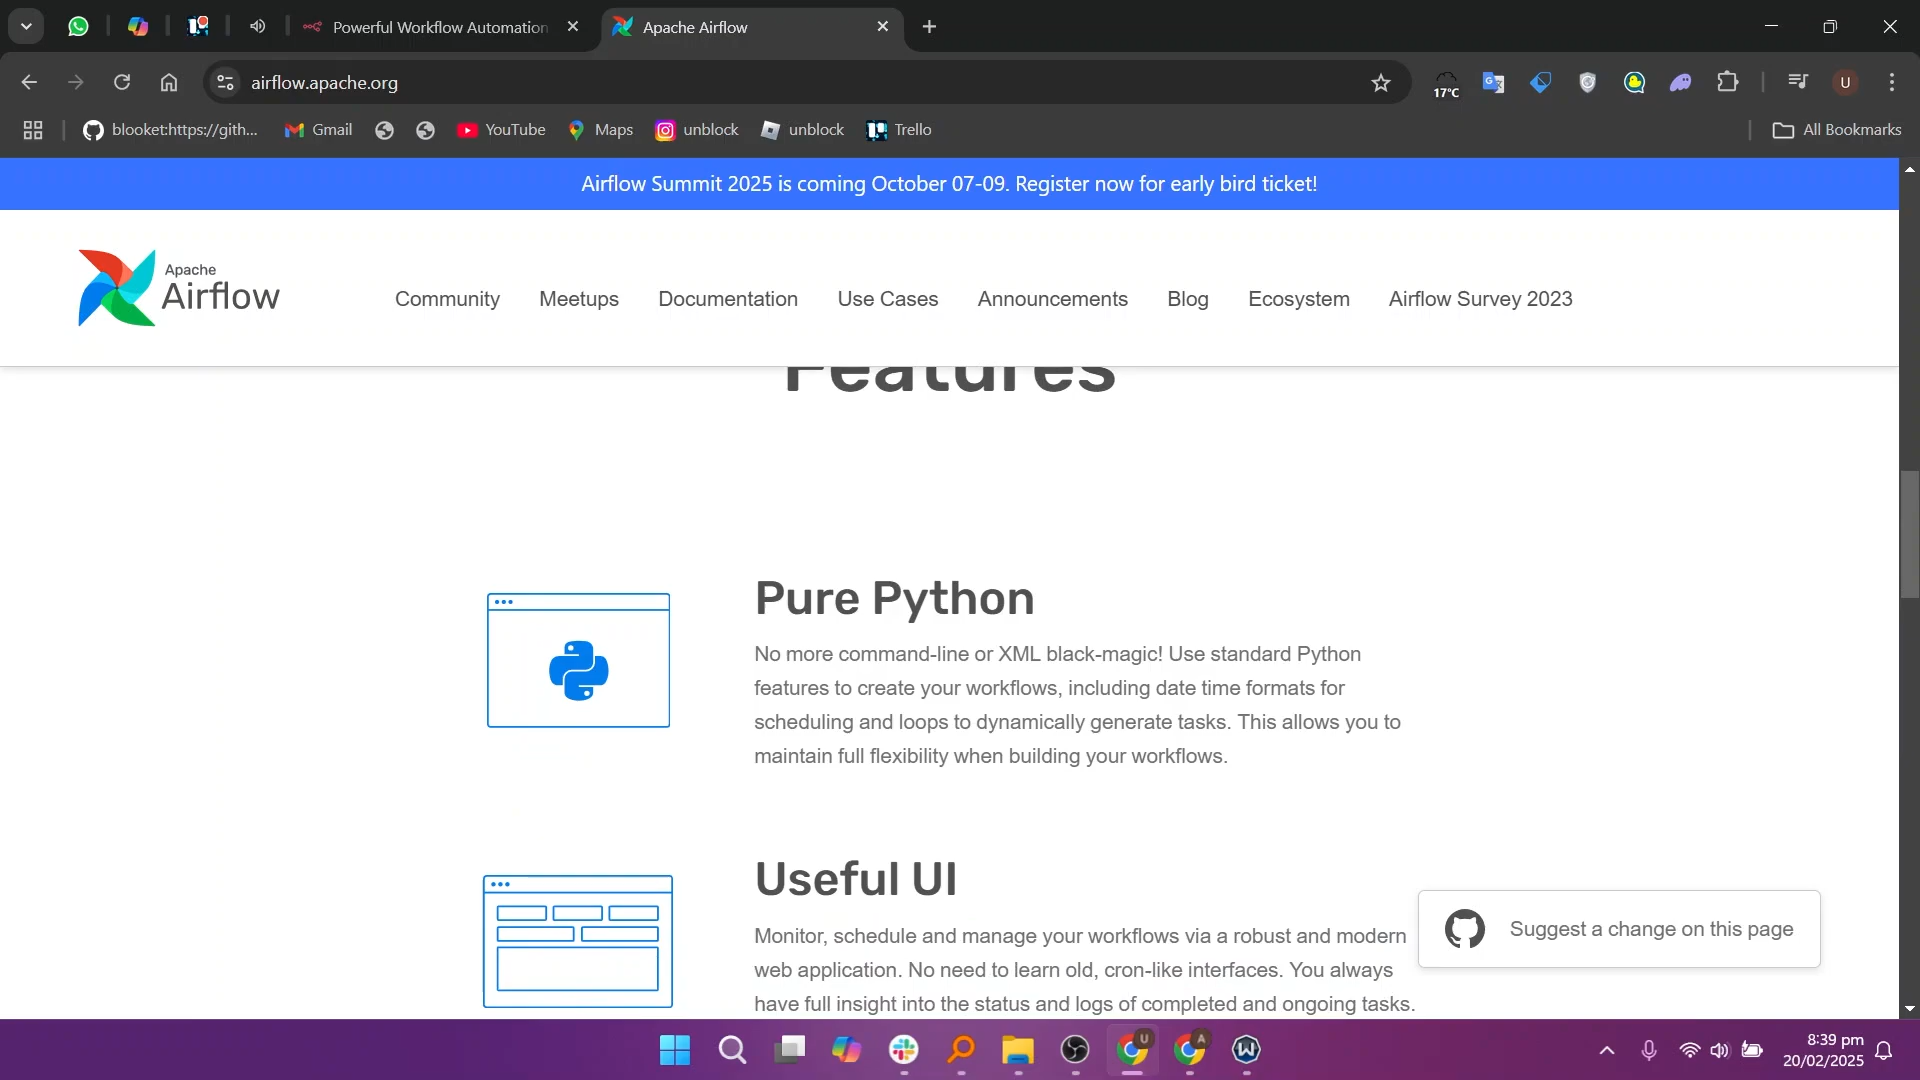 Powerful Workflow Automation
Apache Airflow
airflow.apache.org
17°C
U
blooket:https://gith...
Gmail
YouTube
Maps
unblock
unblock
Trello
All Bookmarks
Airflow Summit 2025 is coming October 07-09. Register now for early bird ticket!
Apache
Airflow
Community
Meetups
Documentation
Use Cases
Announcements
Blog
Ecosystem
Airflow Survey 2023
Features
Pure Python
No more command-line or XML black-magic! Use standard Python
features to create your workflows, including date time formats for
scheduling and loops to dynamically generate tasks. This allows you to
maintain full flexibility when building your workflows.
Useful UI
Monitor, schedule and manage your workflows via a robust and modern
web application. No need to learn old, cron-like interfaces. You always
have full insight into the status and logs of completed and ongoing tasks.
Suggest a change on this page
U
A
W
8:39 pm
20/02/2025